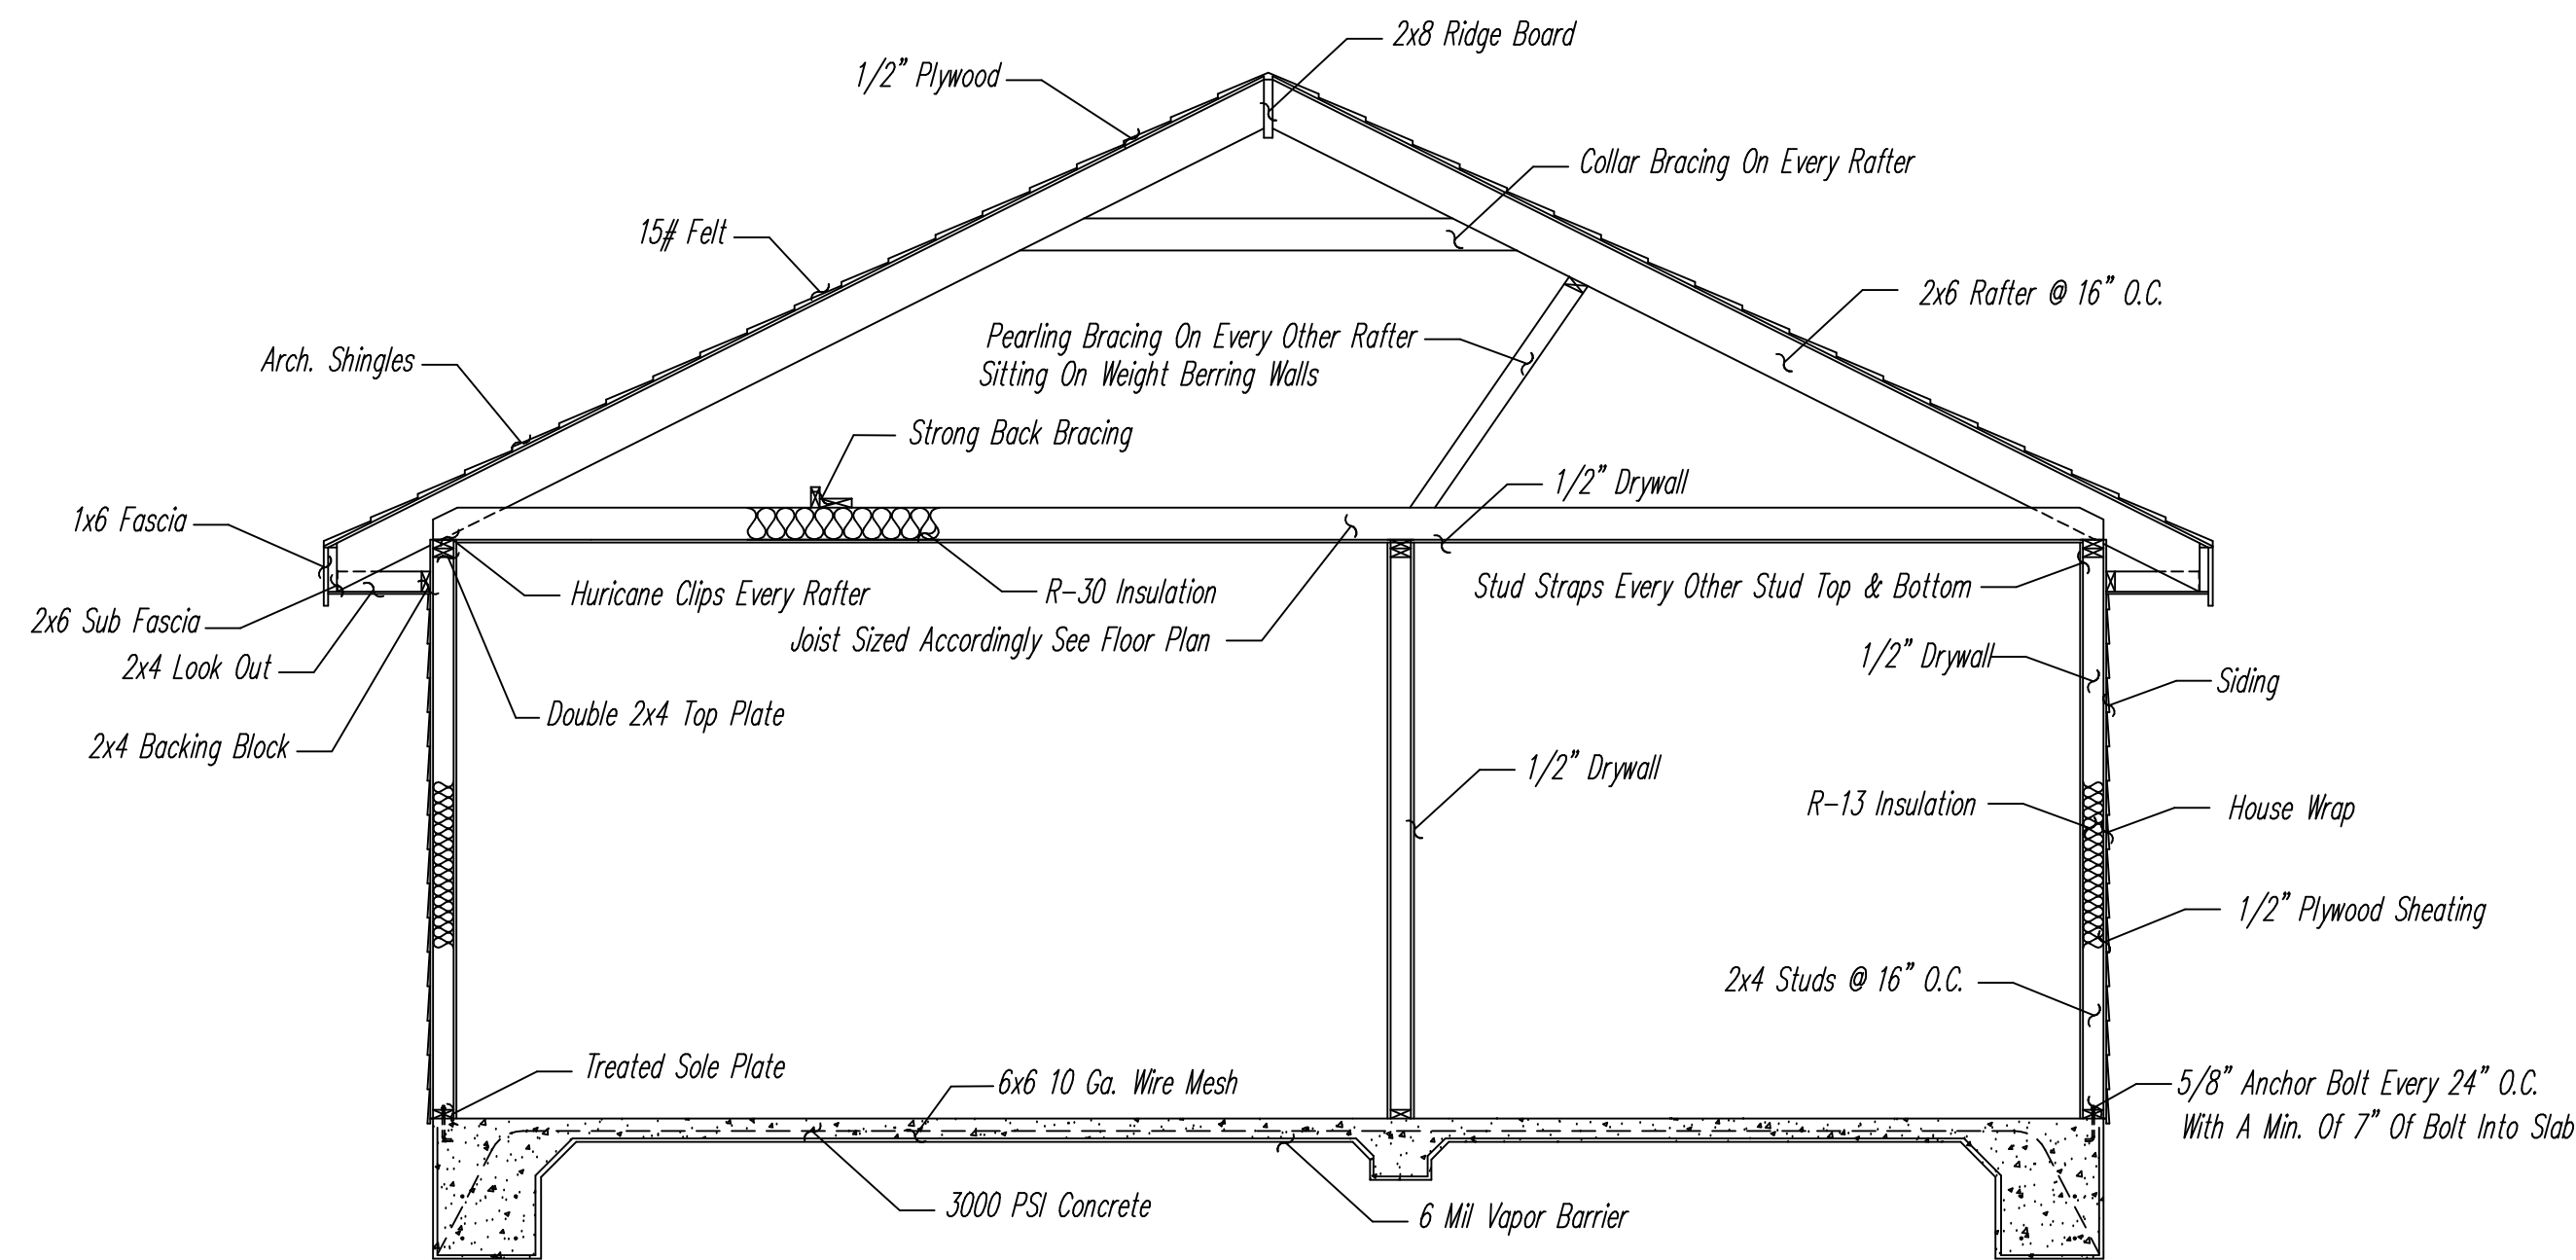 2x8 Ridge Board
1/2" Plywood
Collar Bracing On Every Rafter
15# Felt
2x6 Rafter @ 16" O.C.
Pearling Bracing On Every Other Rafter
Sitting On Weight Berring Walls
Arch. Shingles
Strong Back Bracing
1/2" Drywall
1x6 Fascia
Huricane Clips Every Rafter
R-30 Insulation
Stud Straps Every Other Stud Top & Bottom
2x6 Sub Fascia
Joist Sized Accordingly See Floor Plan
2x4 Look Out
1/2" Drywall
Siding
Double 2x4 Top Plate
2x4 Backing Block
1/2" Drywall
R-13 Insulation
House Wrap
1/2" Plywood Sheating
2x4 Studs @ 16" O.C.
Treated Sole Plate
6x6 10 Ga. Wire Mesh
5/8" Anchor Bolt Every 24" O.C.
With A Min. Of 7" Of Bolt Into Slab
3000 PSI Concrete
6 Mil Vapor Barrier